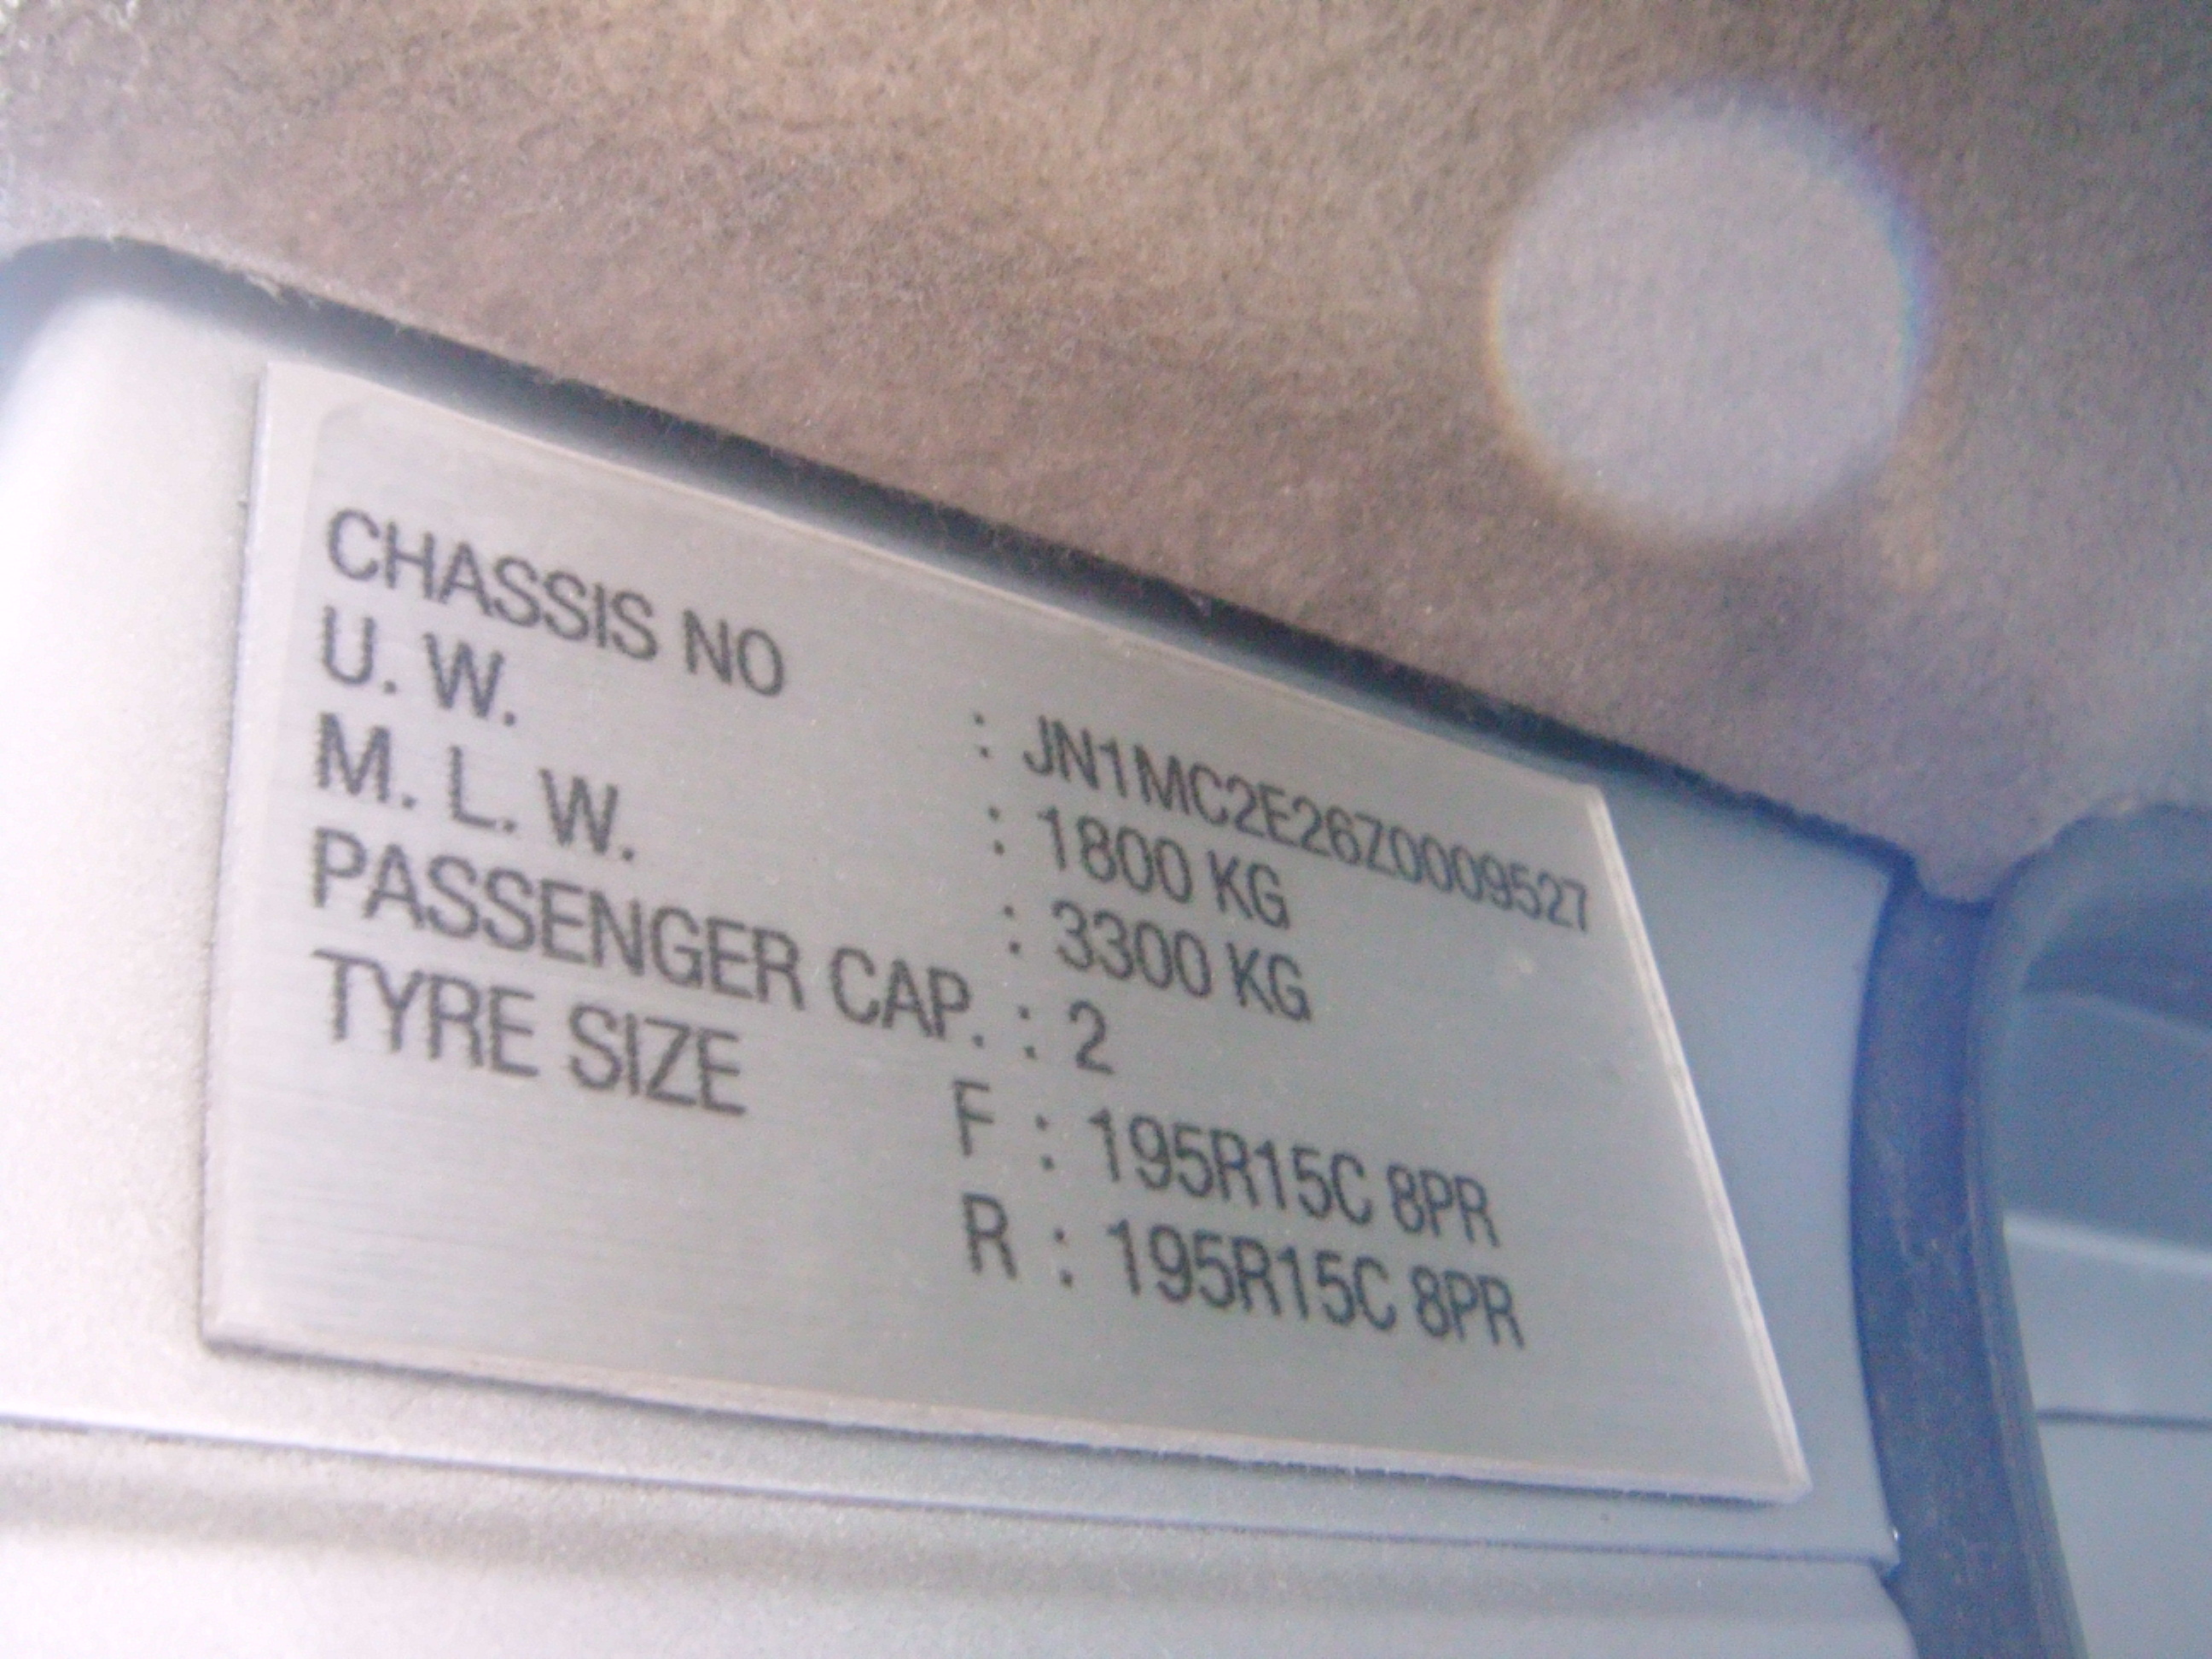 CHASSIS NO : JN1MC2E26Z0009527
U. W. : 1800 KG
M. L. W. : 3300 KG
PASSENGER CAP. : 2
TYRE SIZE F : 195R15C 8PR
R : 195R15C 8PR